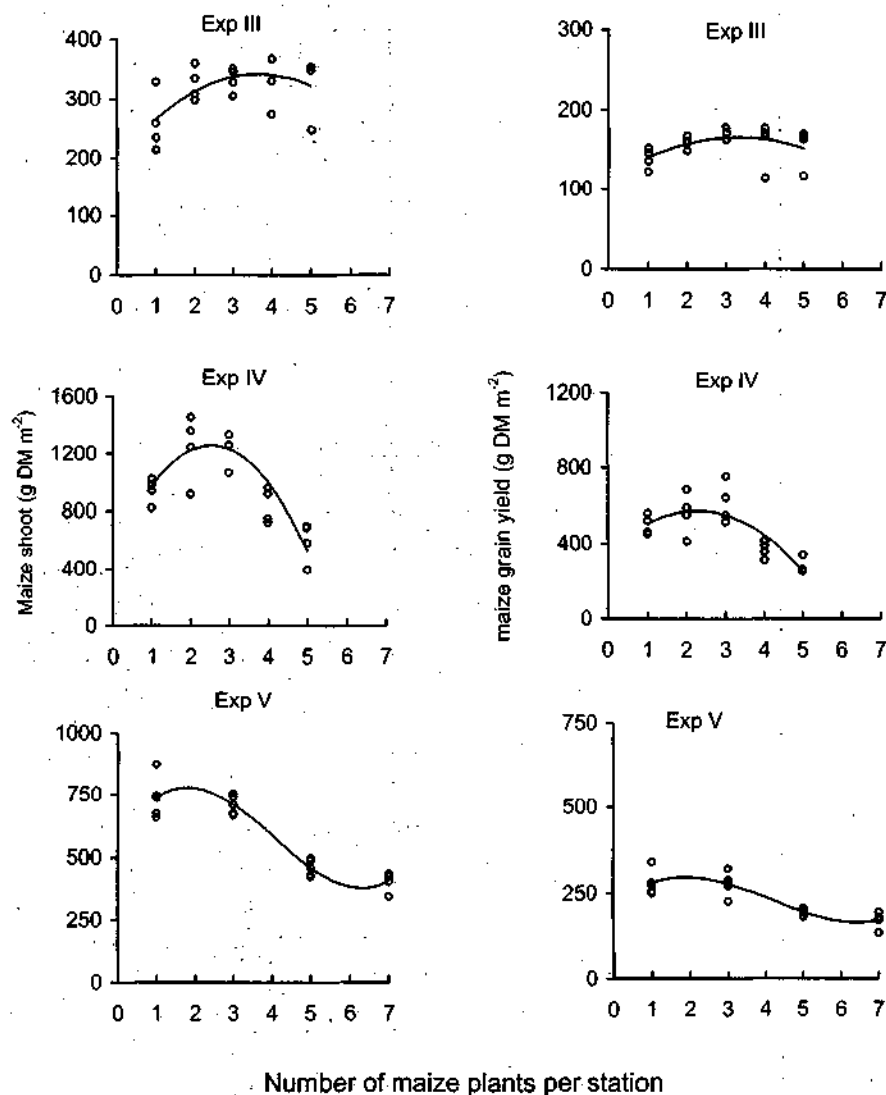 Exp III
400
300
200
100
0
0 1 2 3 4 5 6 7
Exp III
300
200
100
0
0 1 2 3 4 5 6 7
Exp IV
Maize shoot (g DM m⁻²)
1600
1200
800
400
0
0 1 2 3 4 5 6 7
Exp IV
maize grain yield (g DM m⁻²)
1200
800
400
0
0 1 2 3 4 5 6 7
Exp V
1000
750
500
250
0
0 1 2 3 4 5 6 7
Exp V
750
500
250
0
0 1 2 3 4 5 6 7
Number of maize plants per station